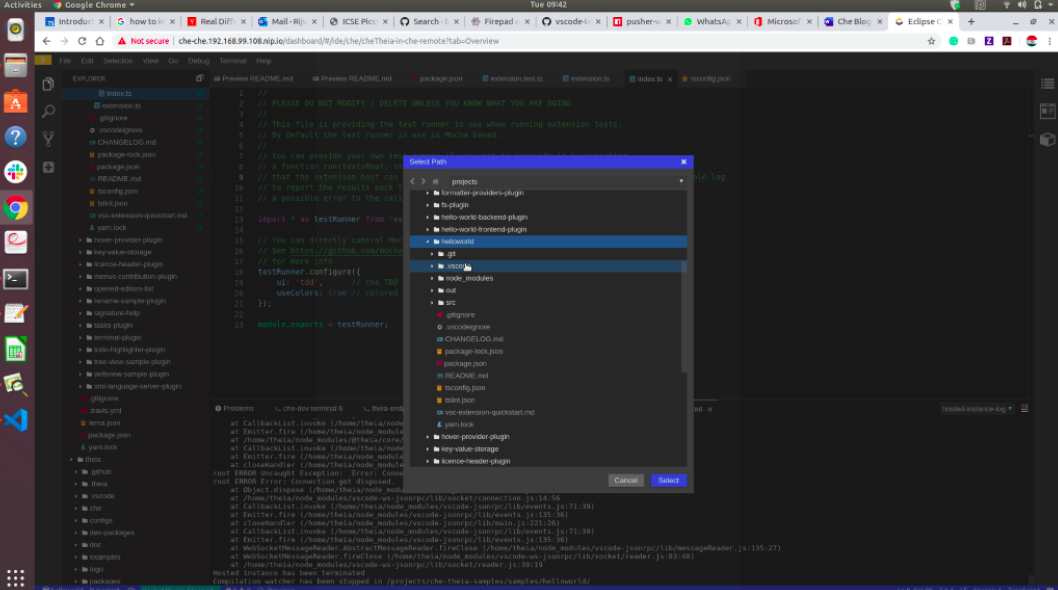 Activities Google Chrome ▾ Tue 09:42
Introduct × how to in × Real Diff × Mail - Riju × ICSE Pics × Search · b × Firepad c × vscode-t × pusher-w × WhatsApp × Microsof × Che Blog × Eclipse C ×
Not secure | che-che.192.168.99.108.nip.io/dashboard/#/ide/che/cheTheia-in-che-remote?tab=Overview
File Edit Selection View Go Debug Terminal Help
EXPLORER
Preview README.md Preview README.md package.json extension.test.ts extension.ts index.ts × tsconfig.json
index.ts
extension.ts
.gitignore
.vscodeignore
CHANGELOG.md
package-lock.json
package.json
README.md
tsconfig.json
tslint.json
vsc-extension-quickstart.md
yarn.lock
hover-provider-plugin
key-value-storage
licence-header-plugin
menus-contribution-plugin
opened-editors-list
rename-sample-plugin
signature-help
tasks-plugin
terminal-plugin
todo-highlighter-plugin
tree-view-sample-plugin
webview-sample-plugin
xml-language-server-plugin
.gitignore
.travis.yml
lerna.json
package.json
yarn.lock
theia
.github
.theia
.vscode
che
configs
dev-packages
doc
examples
logo
packages
1 //
2 // PLEASE DO NOT MODIFY / DELETE UNLESS YOU KNOW WHAT YOU ARE DOING
3 //
4 // This file is providing the test runner to use when running extension tests.
5 // By default the test runner in use is Mocha based.
6 //
7 // You can provide your own tes
8 // a function run(testsRoot: st
9 // that the extension host can
10 // to report the results back t
11 // a possible error to the call
12
13 import * as testRunner from 'vs
14
15 // You can directly control Moc
16 // See https://github.com/mocha
17 // for more info
18 testRunner.configure({
19 ui: 'tdd', // the TDD
20 useColors: true // colored
21 });
22
23 module.exports = testRunner;
Select Path ×
projects
formatter-providers-plugin
fs-plugin
hello-world-backend-plugin
hello-world-frontend-plugin
helloworld
.git
.vscode
node_modules
out
src
.gitignore
.vscodeignore
CHANGELOG.md
package-lock.json
package.json
README.md
tsconfig.json
tslint.json
vsc-extension-quickstart.md
yarn.lock
hover-provider-plugin
key-value-storage
licence-header-plugin
Cancel Select
Problems che-dev terminal 6 theia-end
hosted-instance-log
at CallbackList.invoke (/home/theia/node_modules
at Emitter.fire (/home/theia/node_modules
at /home/theia/node_modules/@theia/core/
at CallbackList.invoke (/home/theia/node_modules
at Emitter.fire (/home/theia/node_modules
at closeHandler (/home/theia/node_modules
root ERROR Uncaught Exception: Error: Conne
root ERROR Error: Connection got disposed.
at Object.dispose (/home/theia/node_modules/vscode-ws-jsonrpc/lib/socket/connection.js:14:56
at CallbackList.invoke (/home/theia/node_modules/vscode-jsonrpc/lib/events.js:71:39)
at Emitter.fire (/home/theia/node_modules/vscode-jsonrpc/lib/events.js:135:36)
at closeHandler (/home/theia/node_modules/vscode-jsonrpc/lib/main.js:221:26)
at CallbackList.invoke (/home/theia/node_modules/vscode-jsonrpc/lib/events.js:71:39)
at Emitter.fire (/home/theia/node_modules/vscode-jsonrpc/lib/events.js:135:36)
at WebSocketMessageReader.AbstractMessageReader.fireClose (/home/theia/node_modules/vscode-jsonrpc/lib/messageReader.js:135:27)
at WebSocketMessageReader.fireClose (/home/theia/node_modules/vscode-ws-jsonrpc/lib/socket/reader.js:83:40)
at /home/theia/node_modules/vscode-ws-jsonrpc/lib/socket/reader.js:39:19
Hosted instance has been terminated
Compilation watcher has been stopped in /projects/che-theia-samples/samples/helloworld/